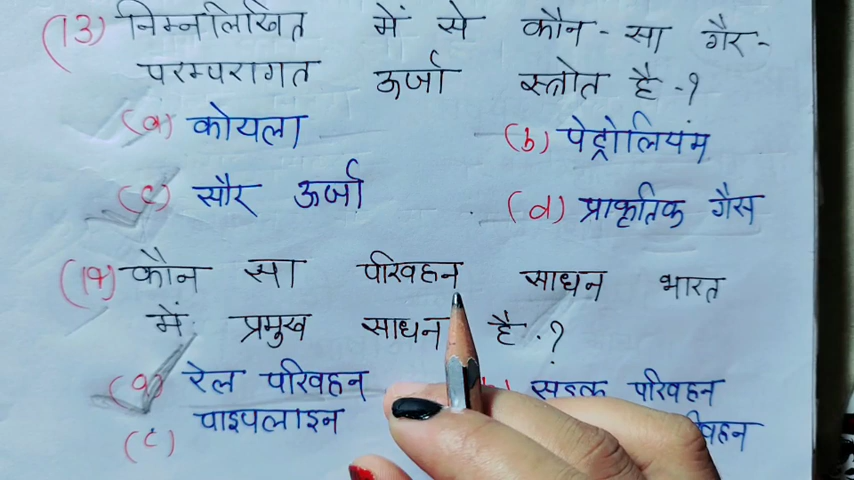 (13) निम्नलिखित में से कौन - सा गैर -
परम्परागत ऊर्जा स्त्रोत है - ?
(a) कोयला (b) पेट्रोलियम
(c) सौर ऊर्जा (d) प्राकृतिक गैस
(14) कौन सा परिवहन साधन भारत
में प्रमुख साधन है - ?
(a) रेल परिवहन सड़क परिवहन
(c) पाइपलाइन